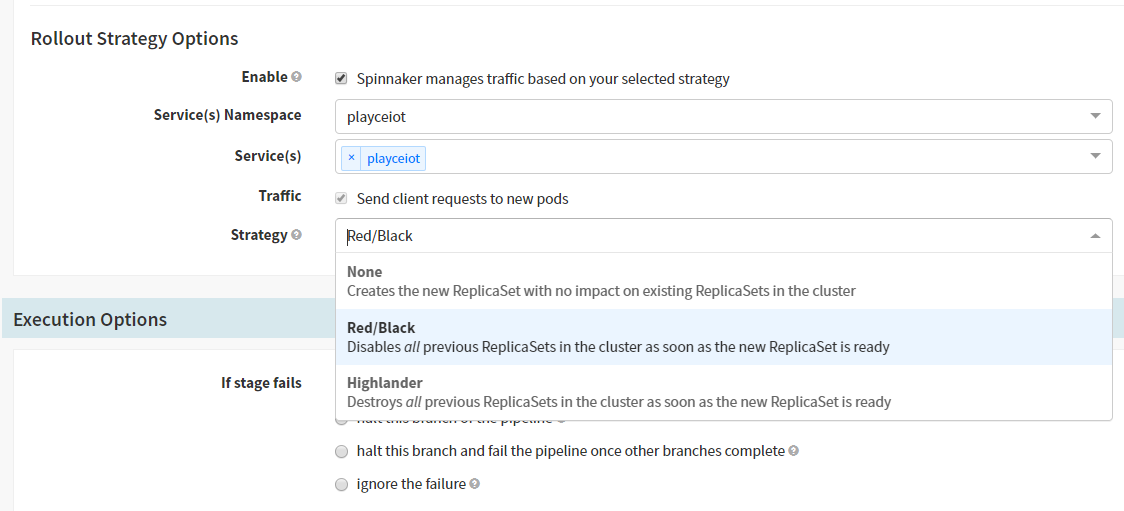 Rollout Strategy Options
Enable
Spinnaker manages traffic based on your selected strategy
Service(s) Namespace
playceiot
Service(s)
× playceiot
Traffic
Send client requests to new pods
Strategy
Red/Black
None
Creates the new ReplicaSet with no impact on existing ReplicaSets in the cluster
Execution Options
Red/Black
Disables all previous ReplicaSets in the cluster as soon as the new ReplicaSet is ready
If stage fails
Highlander
Destroys all previous ReplicaSets in the cluster as soon as the new ReplicaSet is ready
halt this branch of the pipeline
halt this branch and fail the pipeline once other branches complete
ignore the failure